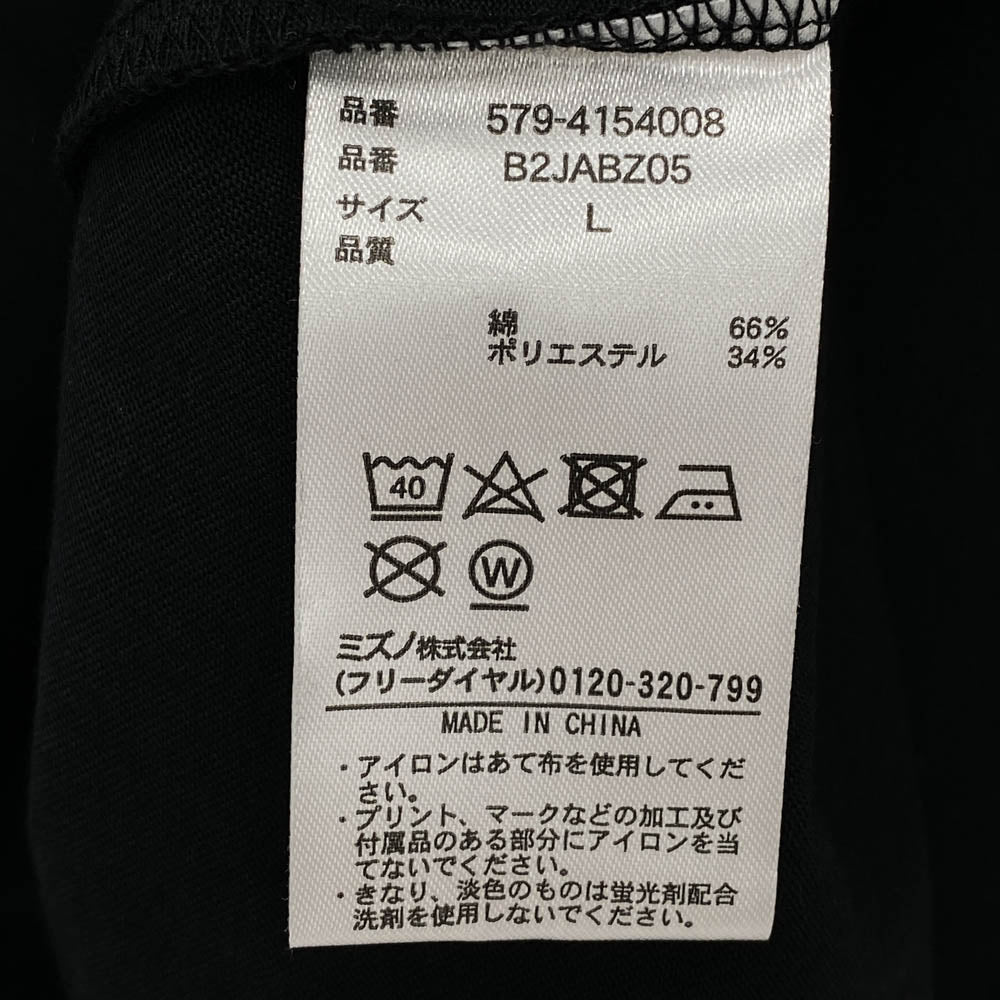 品番 579-4154008
品番 B2JABZ05
サイズ L
品質
綿 66%
ポリエステル 34%
40
W
ミズノ株式会社
(フリーダイヤル)0120-320-799
MADE IN CHINA
・アイロンはあて布を使用してくだ
さい。
・プリント、マークなどの加工及び
付属品のある部分にアイロンを当
てないでください。
・きなり、淡色のものは蛍光剤配合
洗剤を使用しないでください。